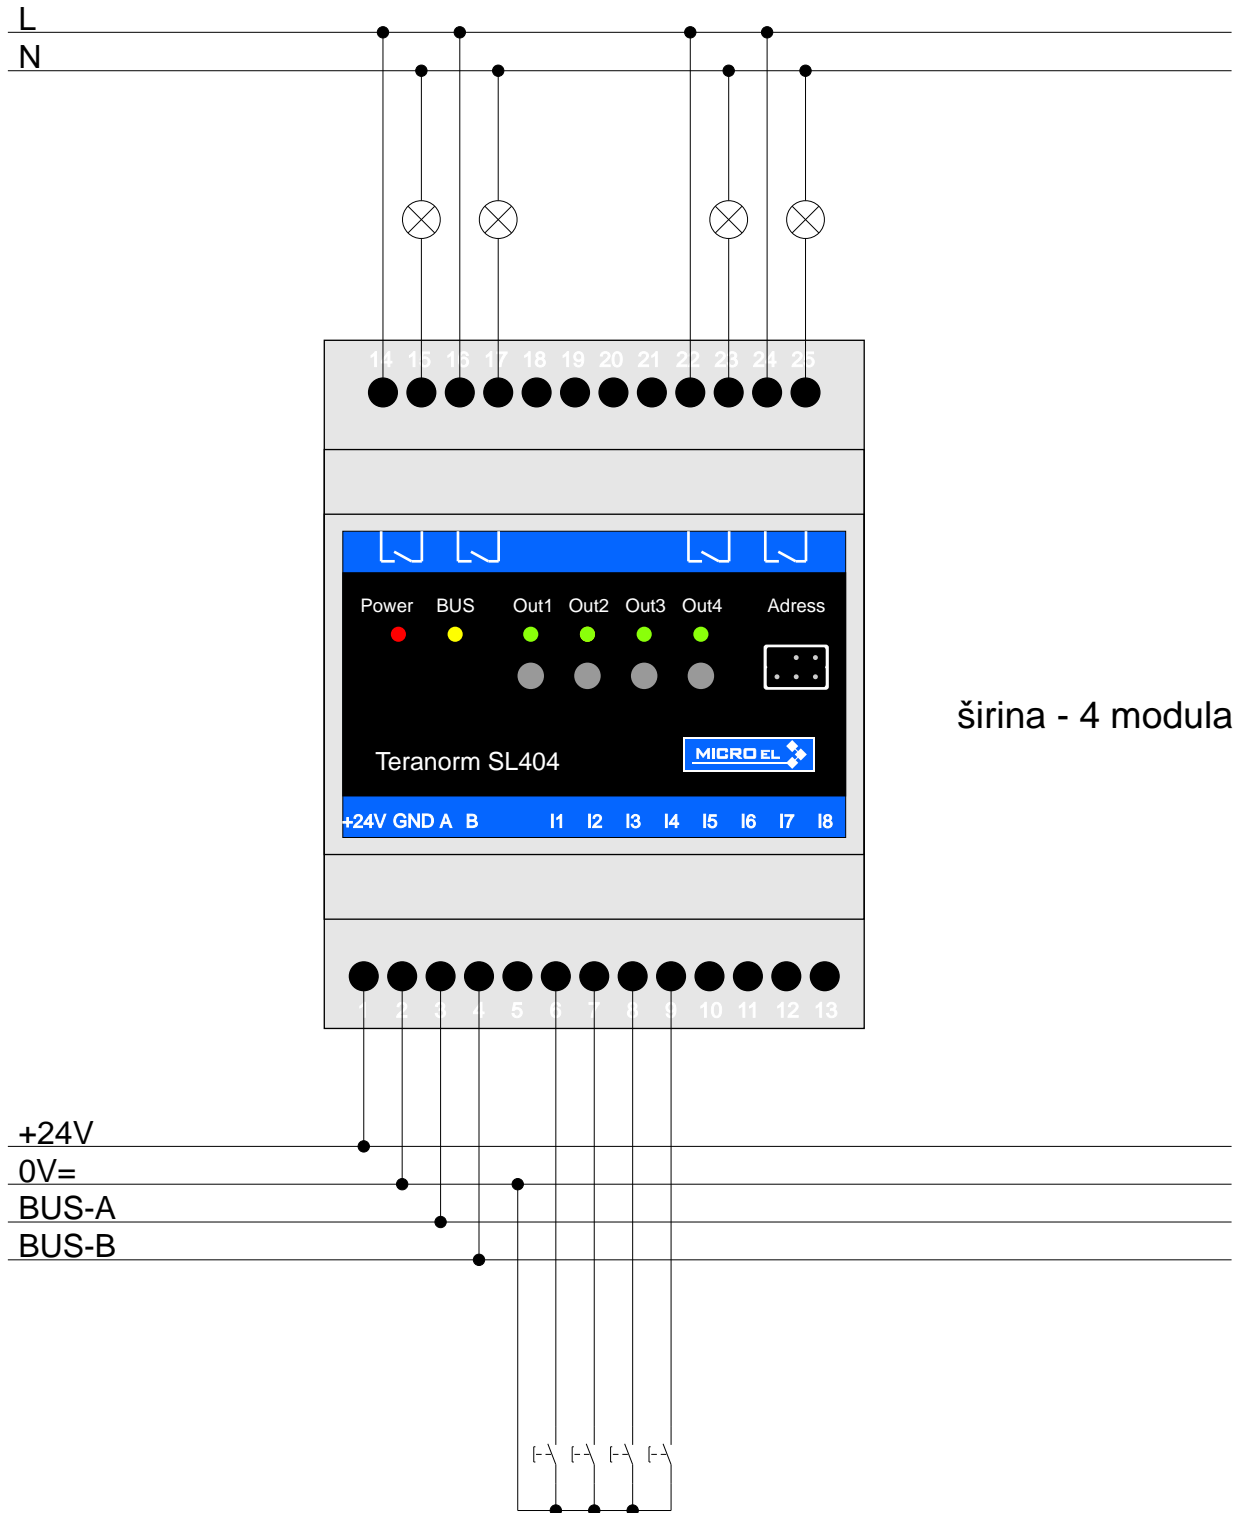 L
N
14 15 16 17 18 19 20 21 22 23 24 25
Power BUS Out1 Out2 Out3 Out4 Adress
širina - 4 modula
Teranorm SL404 MICRO EL
+24V GND A B I1 I2 I3 I4 I5 I6 I7 I8
1 2 3 4 5 6 7 8 9 10 11 12 13
+24V
0V=
BUS-A
BUS-B